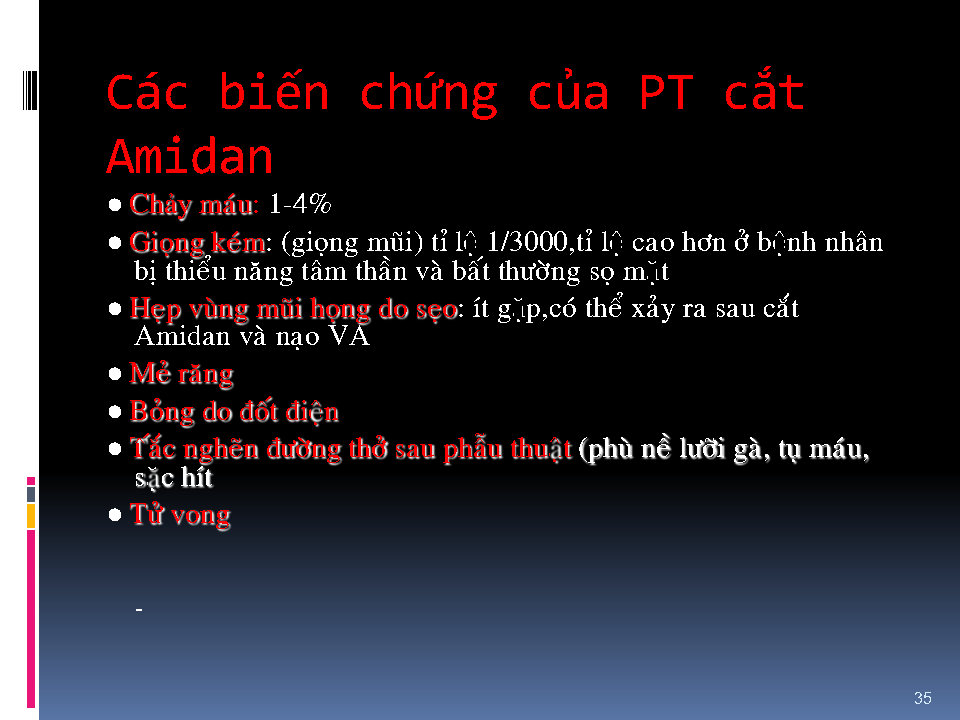 Các biến chứng của PT cắt
Amidan
● Chảy máu: 1-4%
● Giọng kém: (giọng mũi) tỉ lộ 1/3000,tỉ lộ cao hơn ở bộnh nhân
bị thiểu năng tâm thần và bất thường sọ mặt
● Hẹp vùng mũi họng do sẹo: ít gặp,có thể xảy ra sau cắt
Amidan và nạo VA
● Mẻ răng
● Bỏng do đốt điện
● Tắc nghẽn đường thở sau phẫu thuật (phù nề lưỡi gà, tụ máu,
sặc hít
● Tử vong
-
35